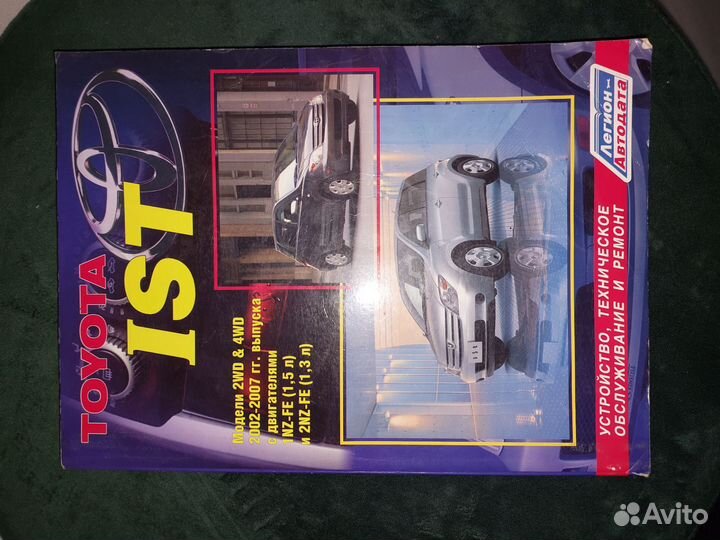 TOYOTA
IST
Модели 2WD & 4WD
2002-2007 гг. выпуска
с двигателями
1NZ-FE (1,5 л)
и 2NZ-FE (1,3 л)
ist
Легион-
Автодата
УСТРОЙСТВО, ТЕХНИЧЕСКОЕ
ОБСЛУЖИВАНИЕ И РЕМОНТ
Avito